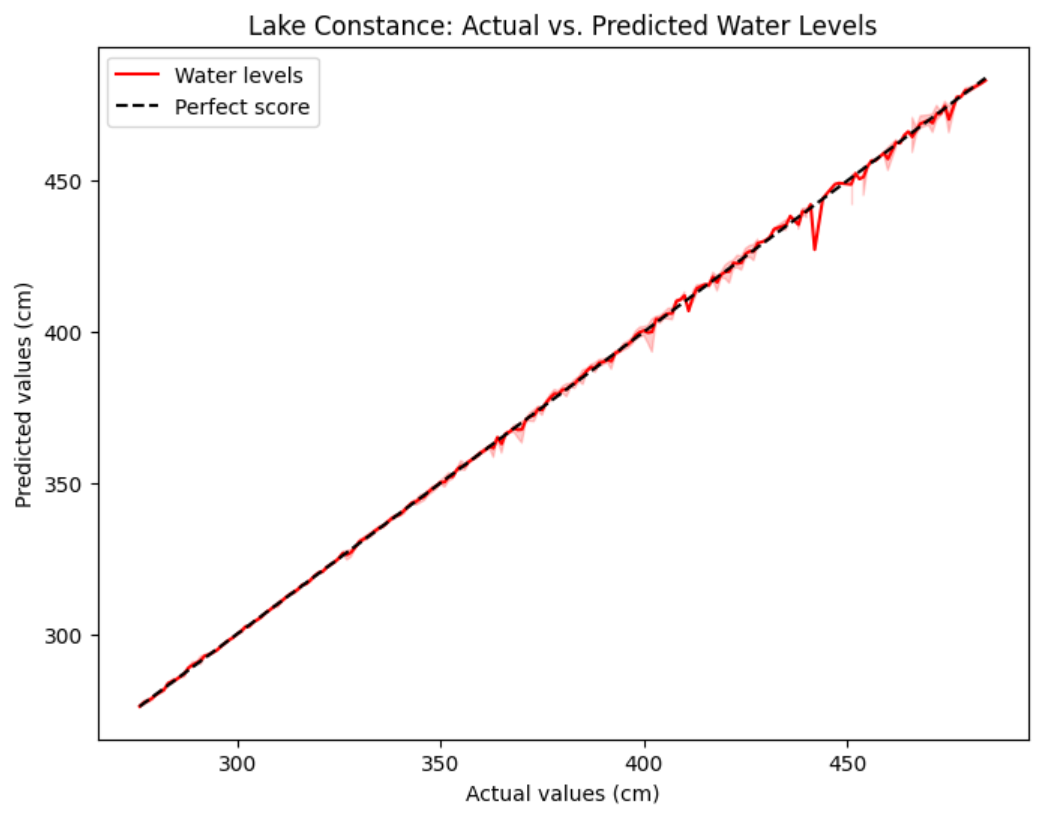 Lake Constance: Actual vs. Predicted Water Levels
Water levels
Perfect score
Predicted values (cm)
450
400
350
300
300 350 400 450
Actual values (cm)